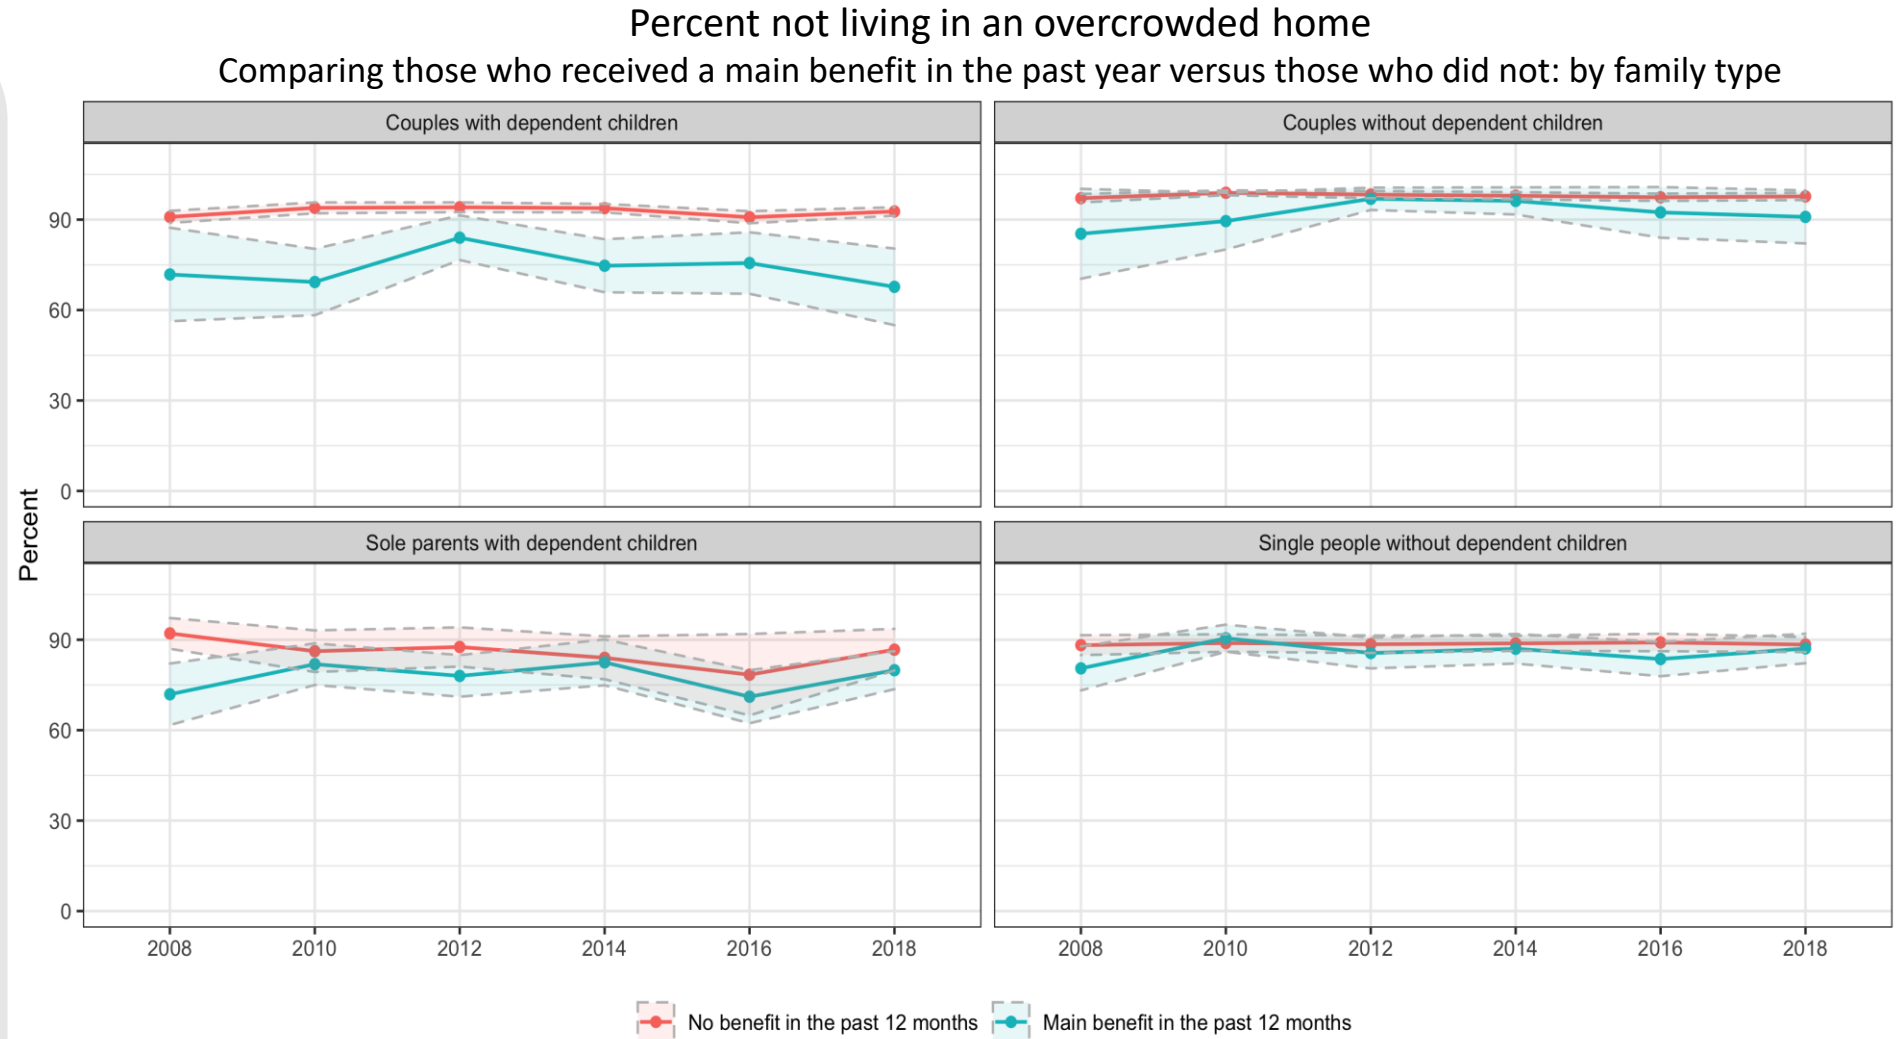 Percent not living in an overcrowded home
Comparing those who received a main benefit in the past year versus those who did not: by family type
Couples with dependent children
Couples without dependent children
90
60
30
0
Percent
Sole parents with dependent children
Single people without dependent children
90
60
30
0
2008 2010 2012 2014 2016 2018
2008 2010 2012 2014 2016 2018
No benefit in the past 12 months
Main benefit in the past 12 months